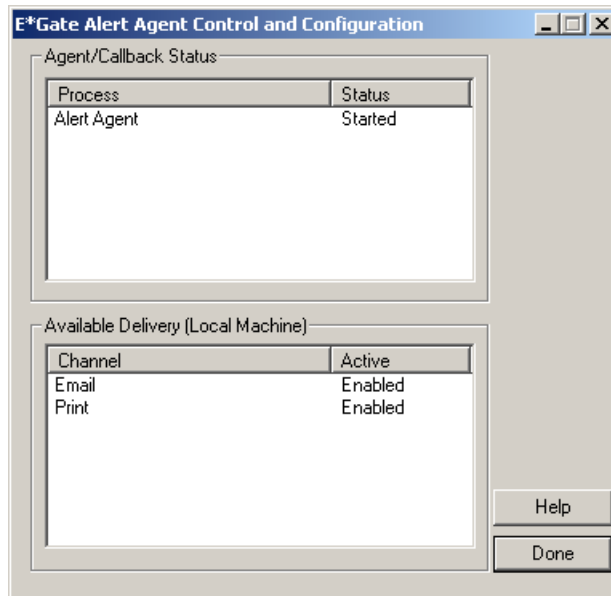 E*Gate Alert Agent Control and Configuration
Agent/Callback Status
Process Status
Alert Agent Started
Available Delivery (Local Machine)
Channel Active
Email Enabled
Print Enabled
Help
Done